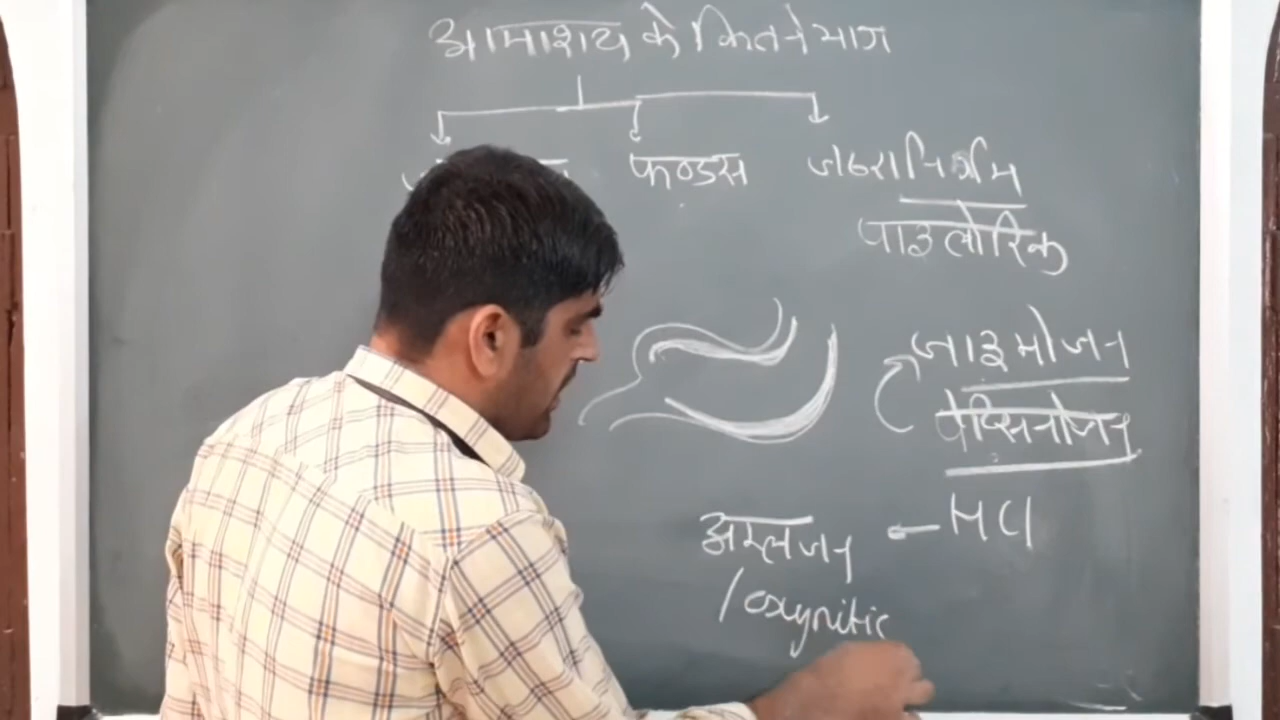 आमाशय के कितने भाग
फण्डस जठरनिर्गम
पाइलोरिक
जाइमोजन
पेप्सिनोजन
अम्लजन ← HCl
/oxynitic